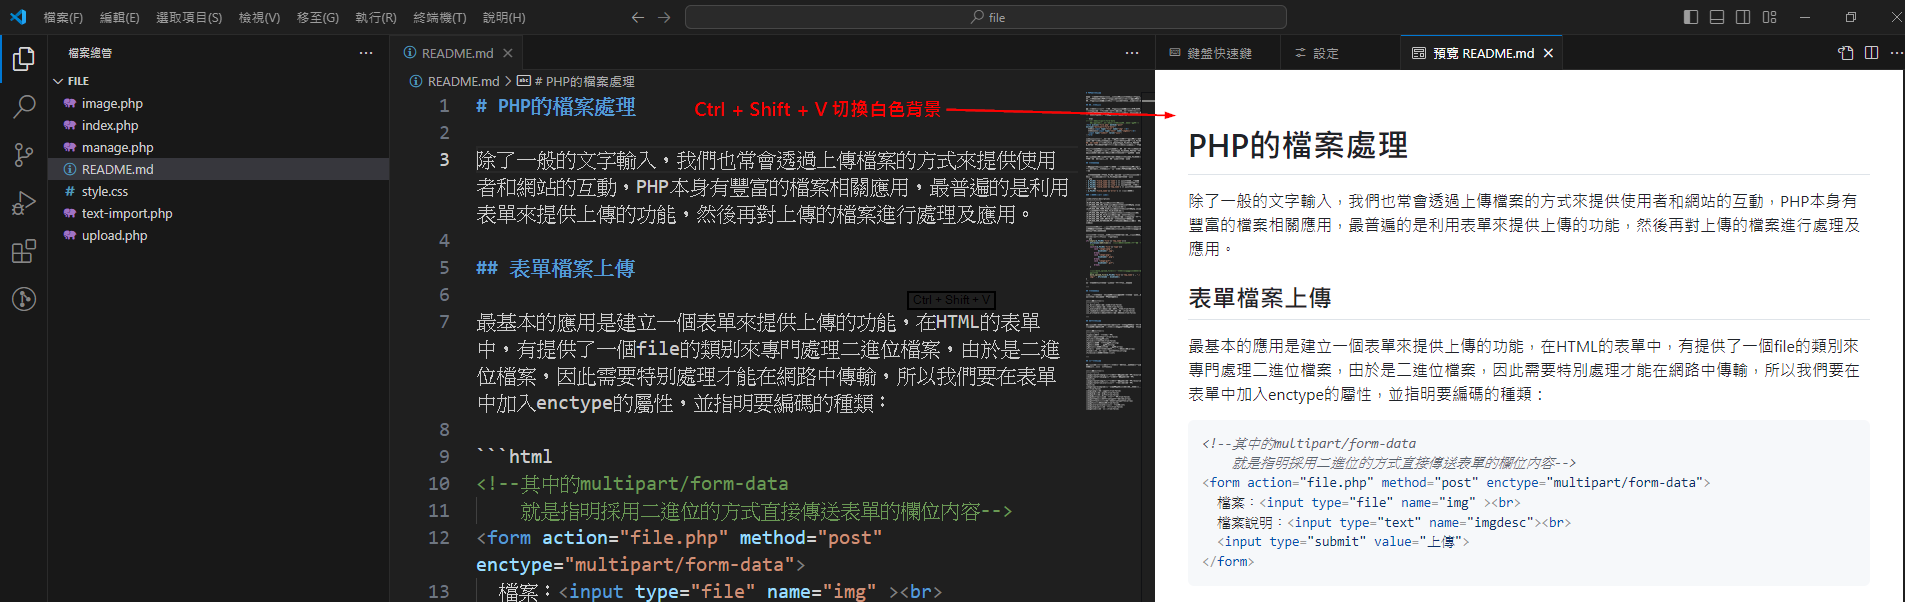 檔案(F) 編輯(E) 選取項目(S) 檢視(V) 移至(G) 執行(R) 終端機(T) 說明(H) file
檔案總管
FILE
image.php
index.php
manage.php
README.md
style.css
text-import.php
upload.php
README.md
README.md > # PHP的檔案處理
1 # PHP的檔案處理
2
3 除了一般的文字輸入，我們也常會透過上傳檔案的方式來提供使用
者和網站的互動，PHP本身有豐富的檔案相關應用，最普遍的是利用
表單來提供上傳的功能，然後再對上傳的檔案進行處理及應用。
4
5 ## 表單檔案上傳
6
7 最基本的應用是建立一個表單來提供上傳的功能，在HTML的表單
中，有提供了一個file的類別來專門處理二進位檔案，由於是二進
位檔案，因此需要特別處理才能在網路中傳輸，所以我們要在表單
中加入enctype的屬性，並指明要編碼的種類：
8
9 ```html
10 <!--其中的multipart/form-data
11 就是指明採用二進位的方式直接傳送表單的欄位內容-->
12 <form action="file.php" method="post"
enctype="multipart/form-data">
13 檔案：<input type="file" name="img" ><br>
Ctrl + Shift + V 切換白色背景
Ctrl + Shift + V
鍵盤快速鍵
設定
預覽 README.md
PHP的檔案處理
除了一般的文字輸入，我們也常會透過上傳檔案的方式來提供使用者和網站的互動，PHP本身有
豐富的檔案相關應用，最普遍的是利用表單來提供上傳的功能，然後再對上傳的檔案進行處理及
應用。
表單檔案上傳
最基本的應用是建立一個表單來提供上傳的功能，在HTML的表單中，有提供了一個file的類別來
專門處理二進位檔案，由於是二進位檔案，因此需要特別處理才能在網路中傳輸，所以我們要在
表單中加入enctype的屬性，並指明要編碼的種類：
<!--其中的multipart/form-data
就是指明採用二進位的方式直接傳送表單的欄位內容-->
<form action="file.php" method="post" enctype="multipart/form-data">
檔案：<input type="file" name="img" ><br>
檔案說明：<input type="text" name="imgdesc"><br>
<input type="submit" value="上傳">
</form>